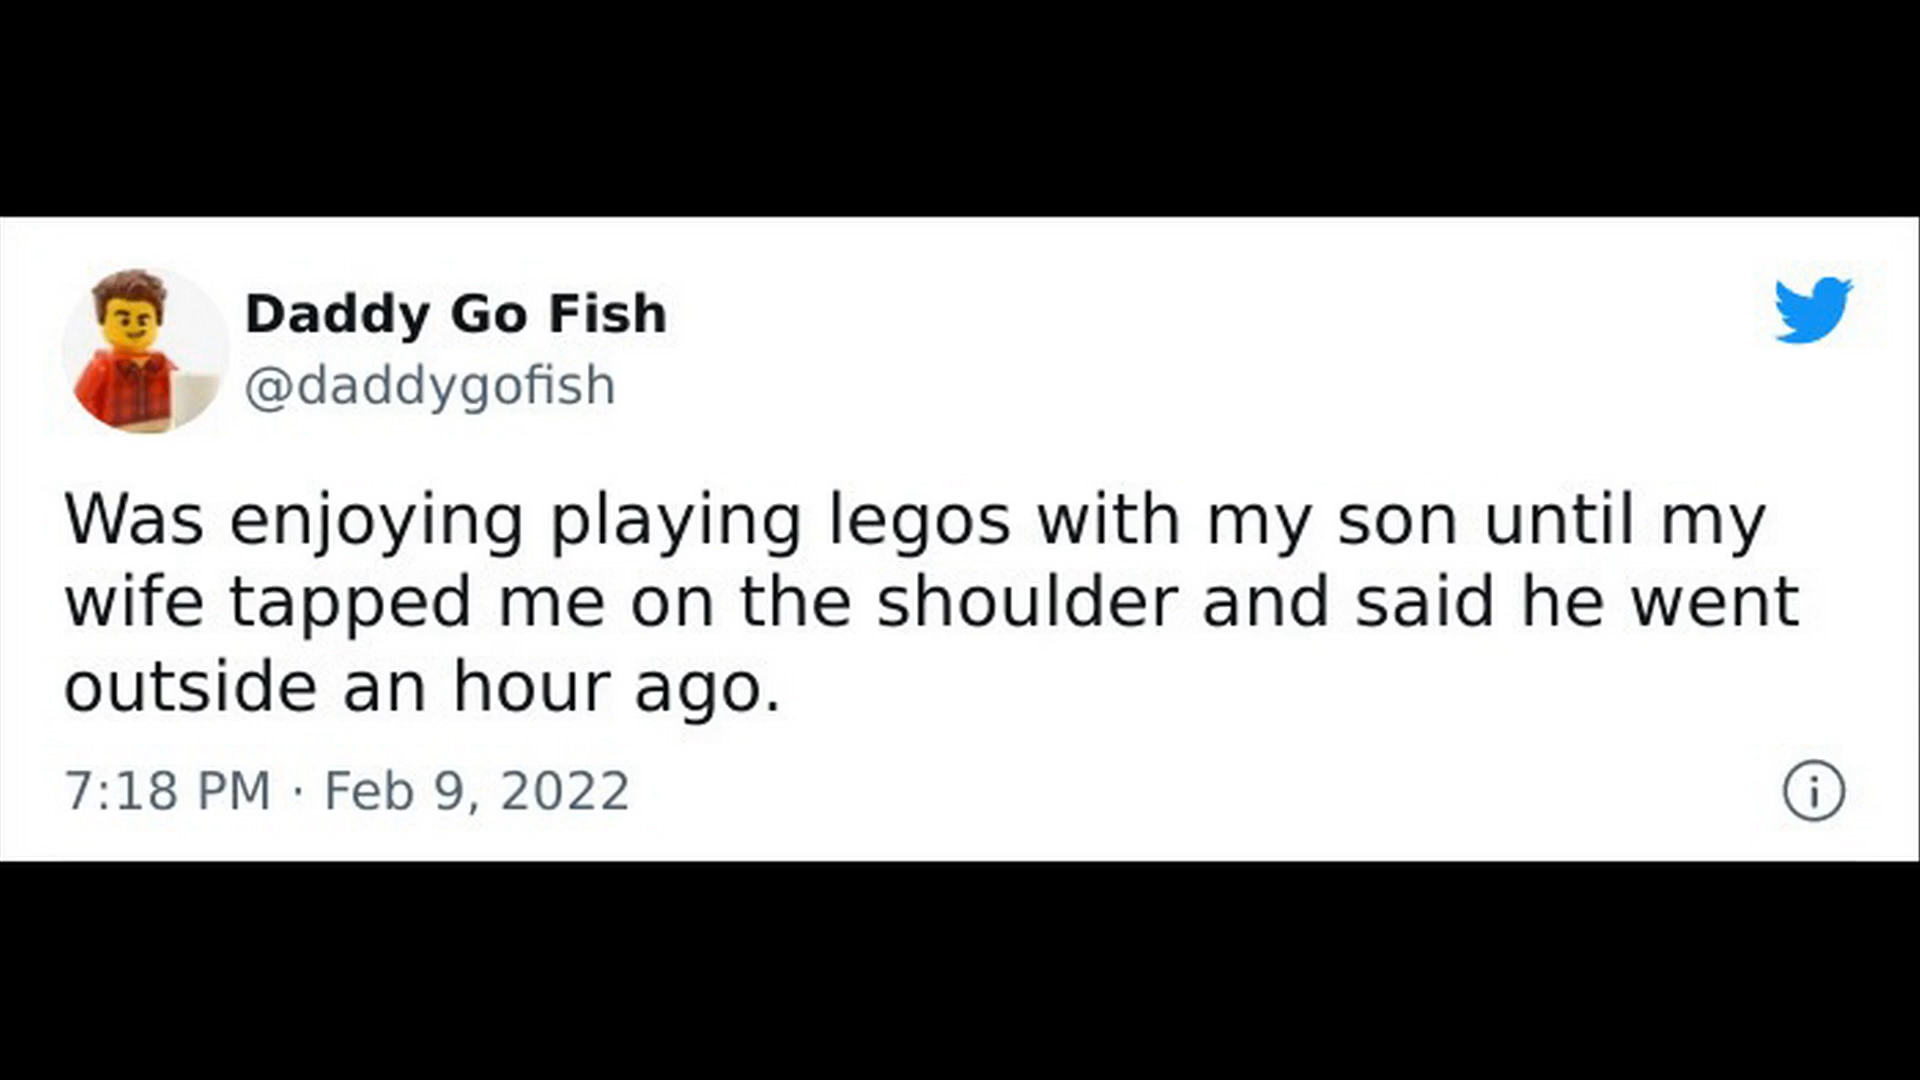 Daddy Go Fish
@daddygofish
Was enjoying playing legos with my son until my
wife tapped me on the shoulder and said he went
outside an hour ago.
7:18 PM · Feb 9, 2022